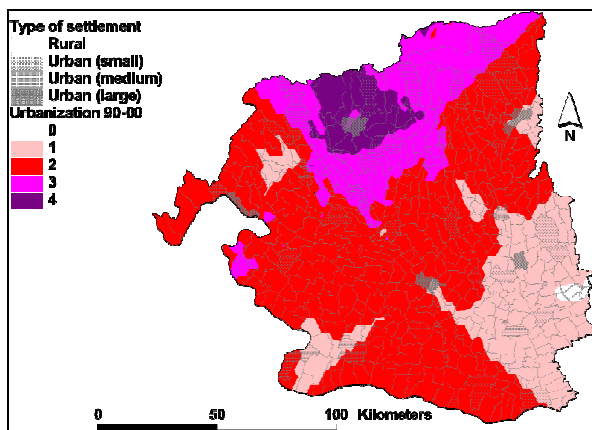 Type of settlement
Rural
Urban (small)
Urban (medium)
Urban (large)
Urbanization 90-00
0
1
2
3
4
N
0 50 100 Kilometers